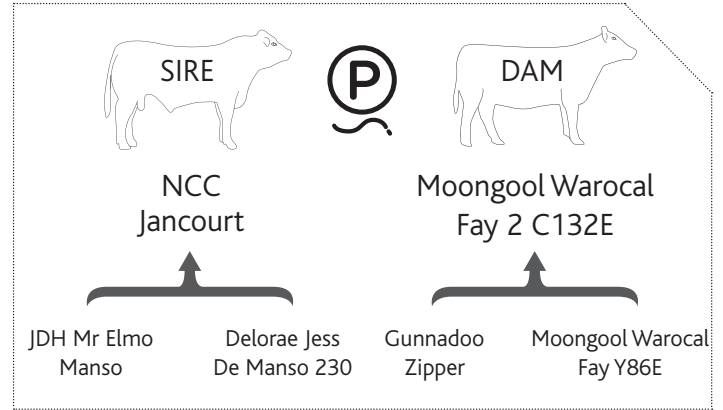 SIRE
P
DAM
NCC
Jancourt
Moongool Warocal
Fay 2 C132E
JDH Mr Elmo
Manso
Delorae Jess
De Manso 230
Gunnadoo
Zipper
Moongool Warocal
Fay Y86E